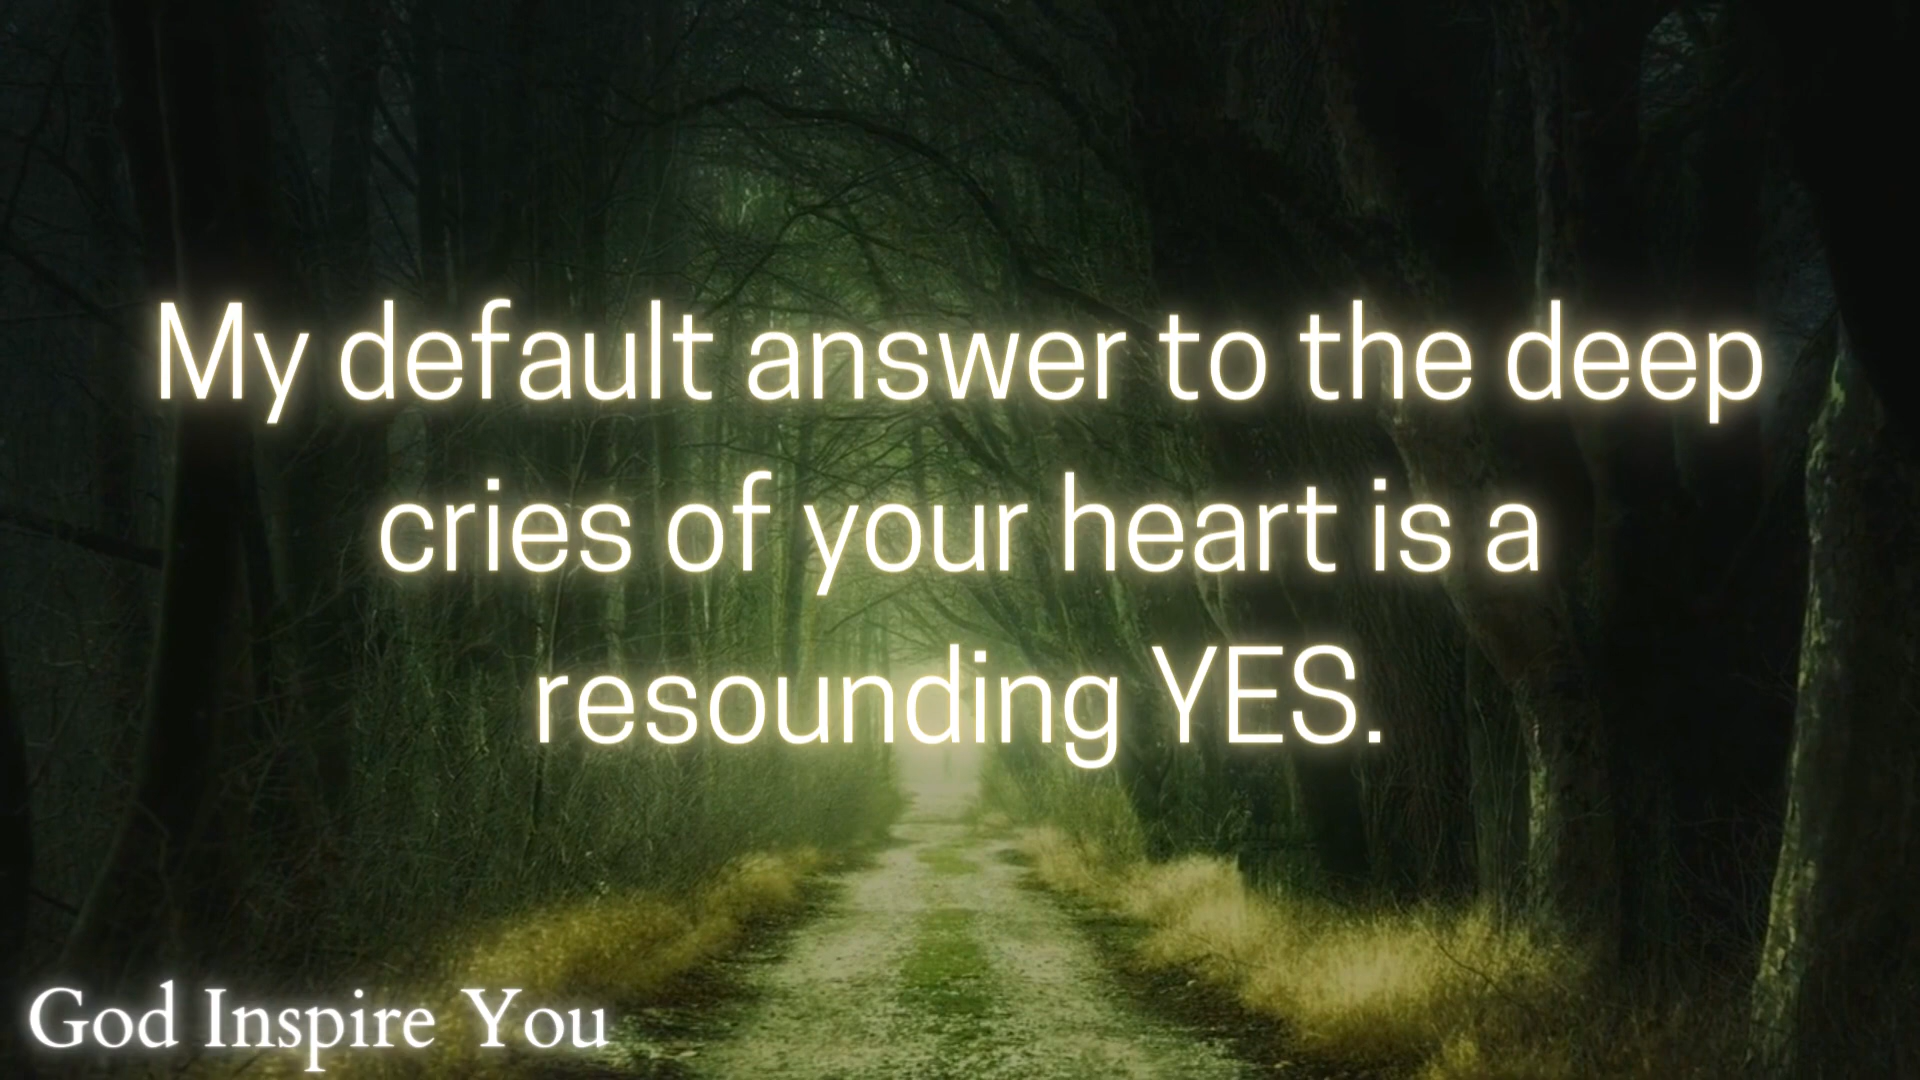 My default answer to the deep
cries of your heart is a
resounding YES.
God Inspire You